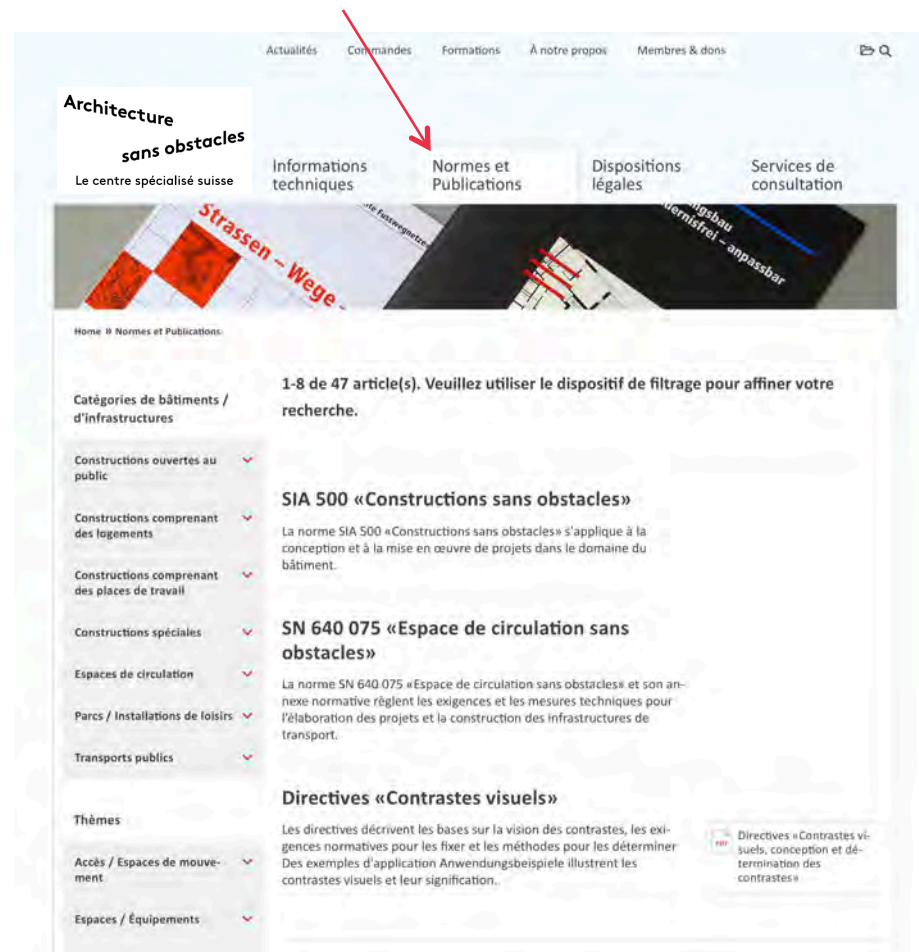 Actualités Commandes Formations À notre propos Membres & dons
Architecture
sans obstacles
Le centre spécialisé suisse
Informations
techniques
Normes et
Publications
Dispositions
légales
Services de
consultation
Strassen – Wege –
te Fusswegnetze
ngsbau
dernisfrei – anpassbar
Home » Normes et Publications
Catégories de bâtiments /
d'infrastructures
Constructions ouvertes au
public
Constructions comprenant
des logements
Constructions comprenant
des places de travail
Constructions spéciales
Espaces de circulation
Parcs / Installations de loisirs
Transports publics
Thèmes
Accès / Espaces de mouve-
ment
Espaces / Équipements
1-8 de 47 article(s). Veuillez utiliser le dispositif de filtrage pour affiner votre
recherche.
SIA 500 «Constructions sans obstacles»
La norme SIA 500 «Constructions sans obstacles» s'applique à la
conception et à la mise en œuvre de projets dans le domaine du
bâtiment.
SN 640 075 «Espace de circulation sans
obstacles»
La norme SN 640 075 «Espace de circulation sans obstacles» et son an-
nexe normative règlent les exigences et les mesures techniques pour
l'élaboration des projets et la construction des infrastructures de
transport.
Directives «Contrastes visuels»
Les directives décrivent les bases sur la vision des contrastes, les exi-
gences normatives pour les fixer et les méthodes pour les déterminer
Des exemples d'application Anwendungsbeispiele illustrent les
contrastes visuels et leur signification.
PDF
Directives «Contrastes vi-
suels, conception et dé-
termination des
contrastes»